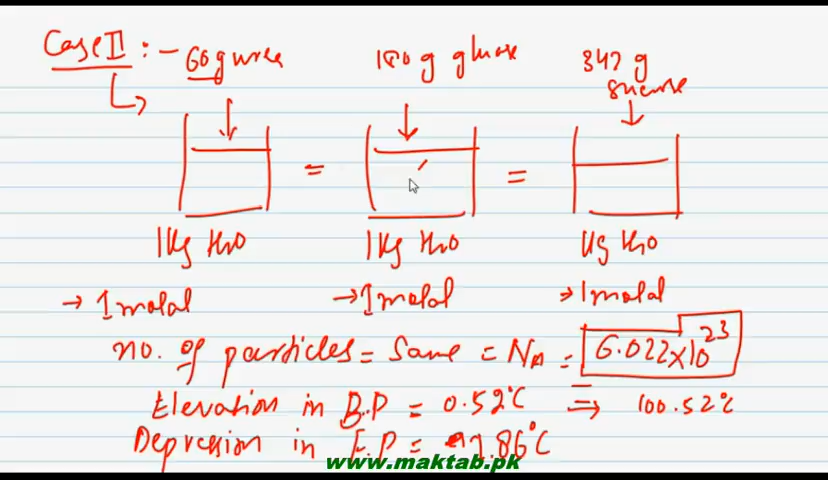 Case II :- 60 g urea 180 g glucose 342 g
sucrose
= =
1Kg H2O 1Kg H2O 1Kg H2O
→ 1 molal → 1 molal → 1 molal
no. of particles = Same = NA = 6.022×10^23
Elevation in B.P = 0.52°C ⇒ 100.52°C
Depression in F.P = -1.86°C
www.maktab.pk